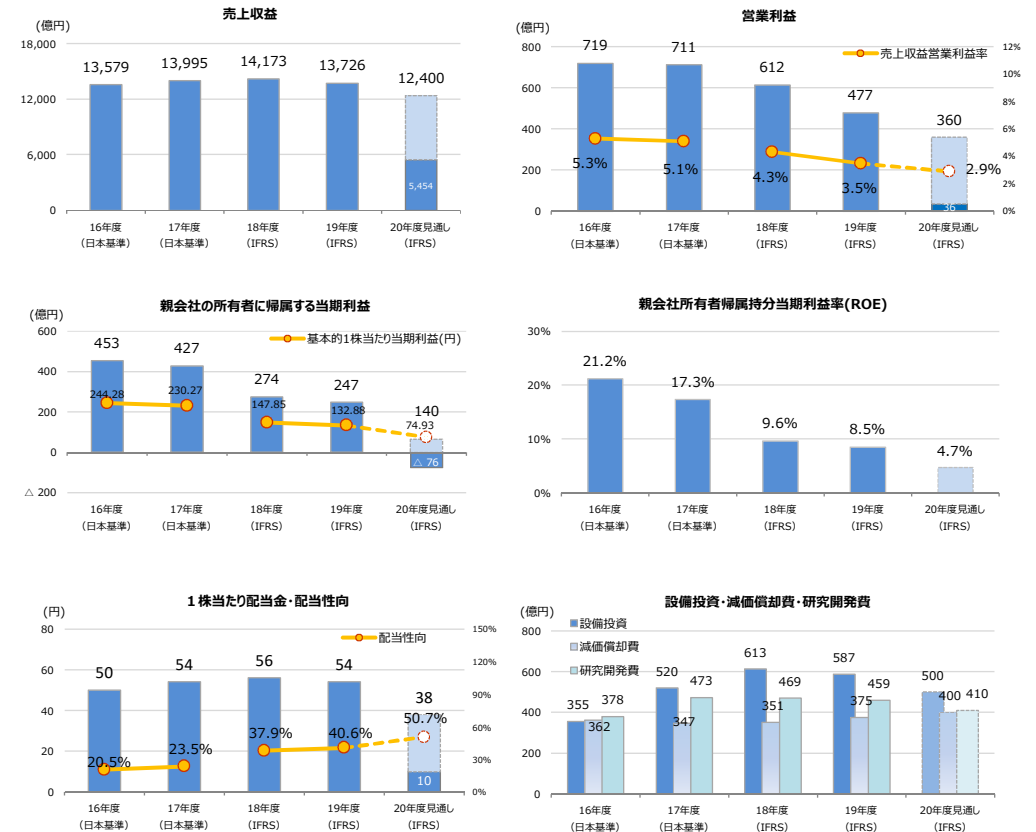 売上収益
(億円)
18,000
12,000
6,000
0
13,579
13,995
14,173
13,726
12,400
5,454
16年度
(日本基準)
17年度
(日本基準)
18年度
(IFRS)
19年度
(IFRS)
20年度見通し
(IFRS)
営業利益
(億円)
800
600
400
200
0
12%
10%
8%
6%
4%
2%
0%
売上収益営業利益率
719
711
612
477
360
36
5.3%
5.1%
4.3%
3.5%
2.9%
16年度
(日本基準)
17年度
(日本基準)
18年度
(IFRS)
19年度
(IFRS)
20年度見通し
(IFRS)
親会社の所有者に帰属する当期利益
(億円)
600
400
200
0
△ 200
基本的1株当たり当期利益(円)
453
427
274
247
140
244.28
230.27
147.85
132.88
74.93
△ 76
16年度
(日本基準)
17年度
(日本基準)
18年度
(IFRS)
19年度
(IFRS)
20年度見通し
(IFRS)
親会社所有者帰属持分当期利益率(ROE)
30%
20%
10%
0%
21.2%
17.3%
9.6%
8.5%
4.7%
16年度
(日本基準)
17年度
(日本基準)
18年度
(IFRS)
19年度
(IFRS)
20年度見通し
(IFRS)
1株当たり配当金・配当性向
(円)
80
60
40
20
0
150%
120%
90%
60%
30%
0%
配当性向
50
54
56
54
38
10
20.5%
23.5%
37.9%
40.6%
50.7%
16年度
(日本基準)
17年度
(日本基準)
18年度
(IFRS)
19年度
(IFRS)
20年度見通し
(IFRS)
設備投資・減価償却費・研究開発費
(億円)
800
600
400
200
0
設備投資
減価償却費
研究開発費
355
362
378
520
347
473
613
351
469
587
375
459
500
400
410
16年度
(日本基準)
17年度
(日本基準)
18年度
(IFRS)
19年度
(IFRS)
20年度見通し
(IFRS)